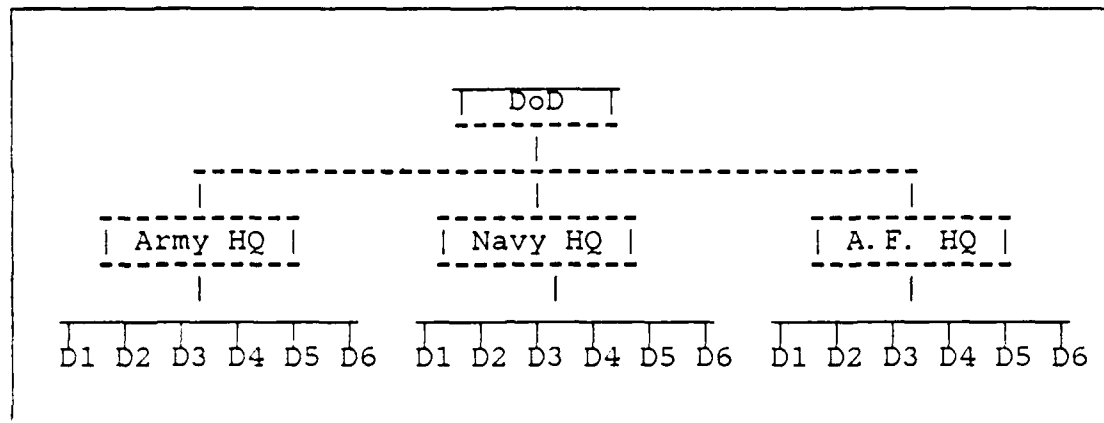 DoD
Army HQ Navy HQ A.F. HQ
D1 D2 D3 D4 D5 D6 D1 D2 D3 D4 D5 D6 D1 D2 D3 D4 D5 D6